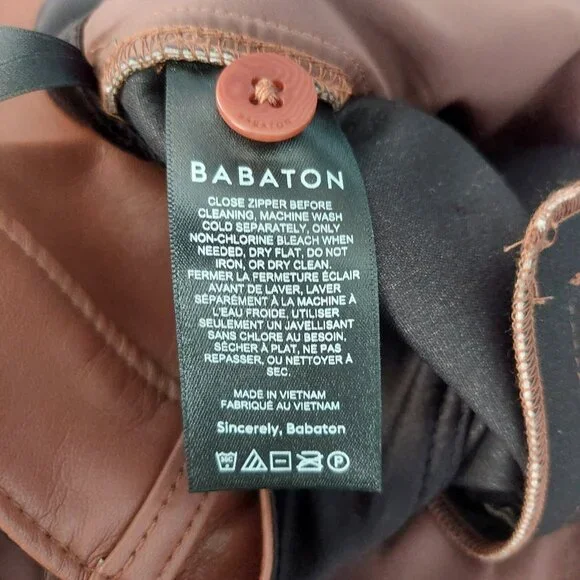 BABATON
BABATON
CLOSE ZIPPER BEFORE
CLEANING, MACHINE WASH
COLD SEPARATELY, ONLY
NON-CHLORINE BLEACH WHEN
NEEDED, DRY FLAT, DO NOT
IRON, OR DRY CLEAN.
FERMER LA FERMETURE ÉCLAIR
AVANT DE LAVER, LAVER
SÉPARÉMENT À LA MACHINE À
L'EAU FROIDE, UTILISER
SEULEMENT UN JAVELLISANT
SANS CHLORE AU BESOIN.
SÉCHER À PLAT, NE PAS
REPASSER, OU NETTOYER À
SEC.
MADE IN VIETNAM
FABRIQUÉ AU VIETNAM
Sincerely, Babaton
30C P